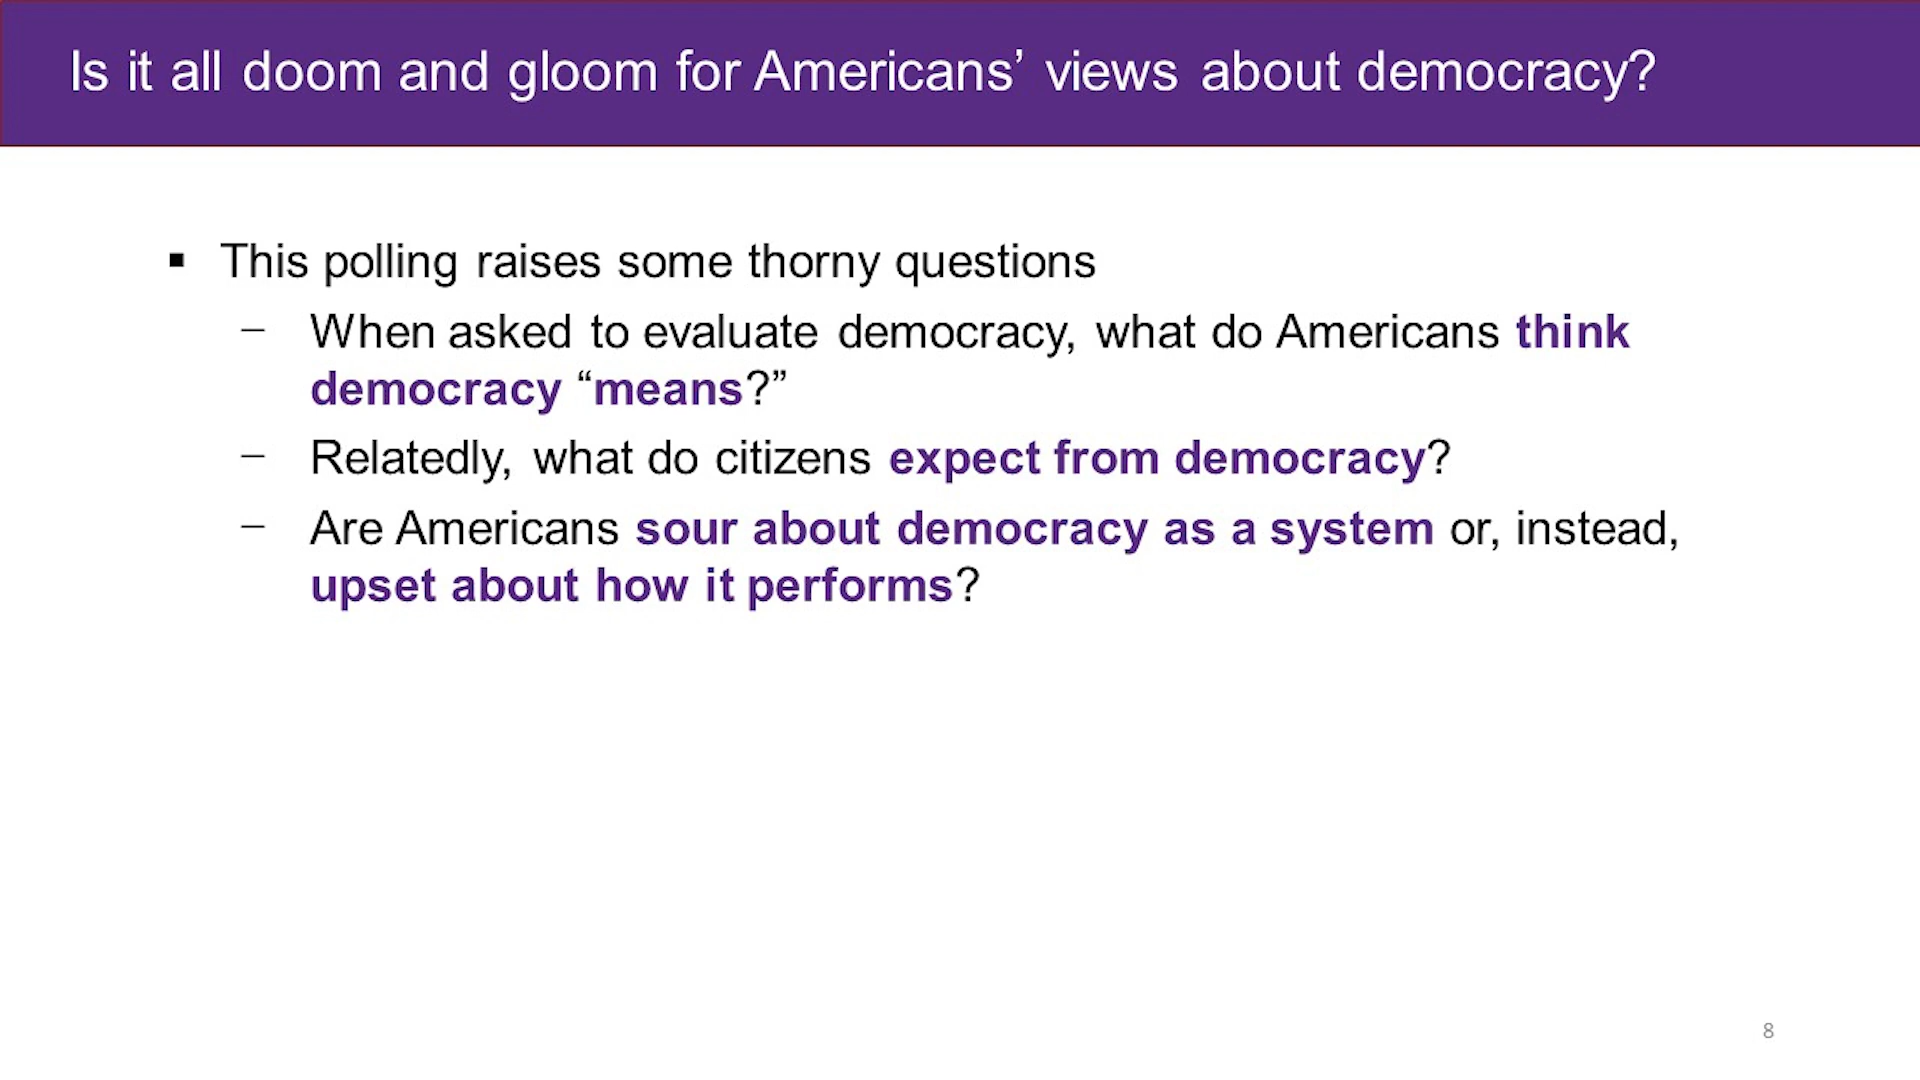 Is it all doom and gloom for Americans’ views about democracy?
▪ This polling raises some thorny questions
– When asked to evaluate democracy, what do Americans think
democracy “means?”
– Relatedly, what do citizens expect from democracy?
– Are Americans sour about democracy as a system or, instead,
upset about how it performs?
8